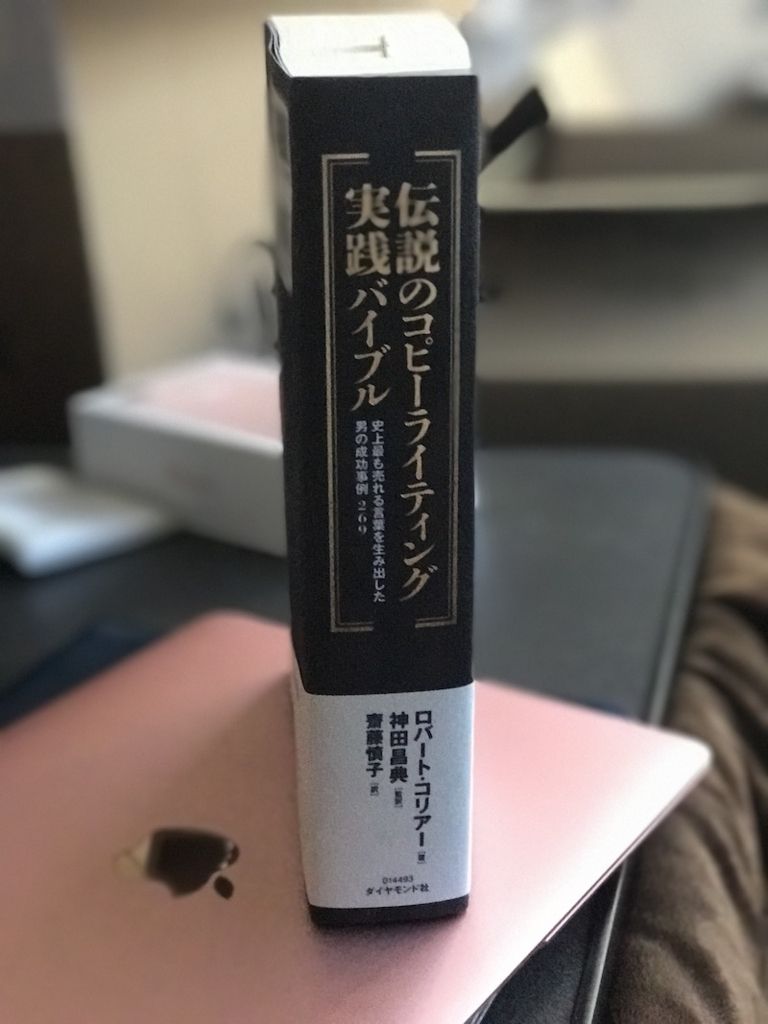 伝説のコピーライティング
実践バイブル
史上最も売れる言葉を生み出した
男の成功事例269
ロバート・コリアー[著]
神田昌典[監訳]
齋藤慎子[訳]
014493
ダイヤモンド社